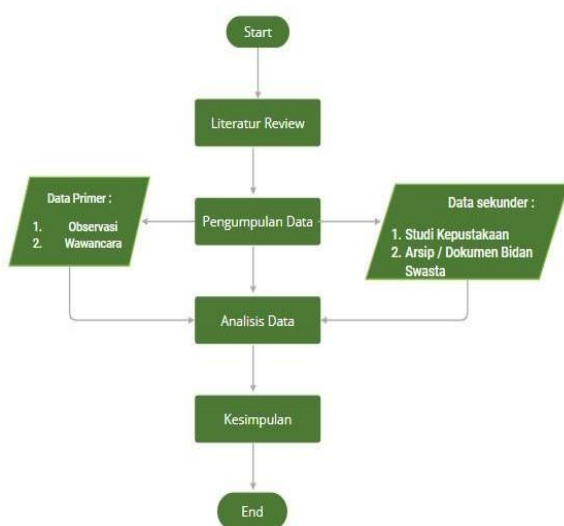 Start
Literatur Review
Data Primer :
1. Observasi
2. Wawancara
Pengumpulan Data
Data sekunder :
1. Studi Kepustakaan
2. Arsip / Dokumen Bidan
Swasta
Analisis Data
Kesimpulan
End